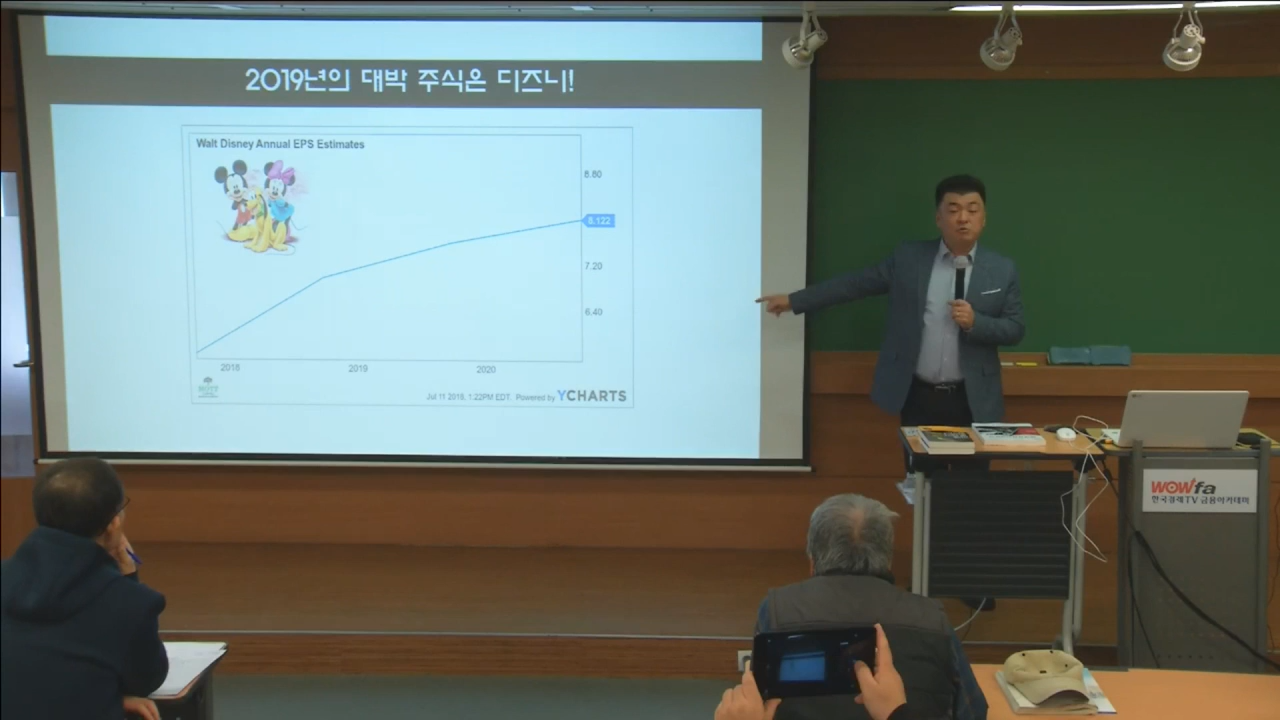 2019년의 대박 주식은 디즈니!
Walt Disney Annual EPS Estimates
8.80
8.122
7.20
6.40
2018
2019
2020
Jul 11 2018, 1:22PM EDT. Powered by YCHARTS
WOWfa
한국경제TV 금융아카데미